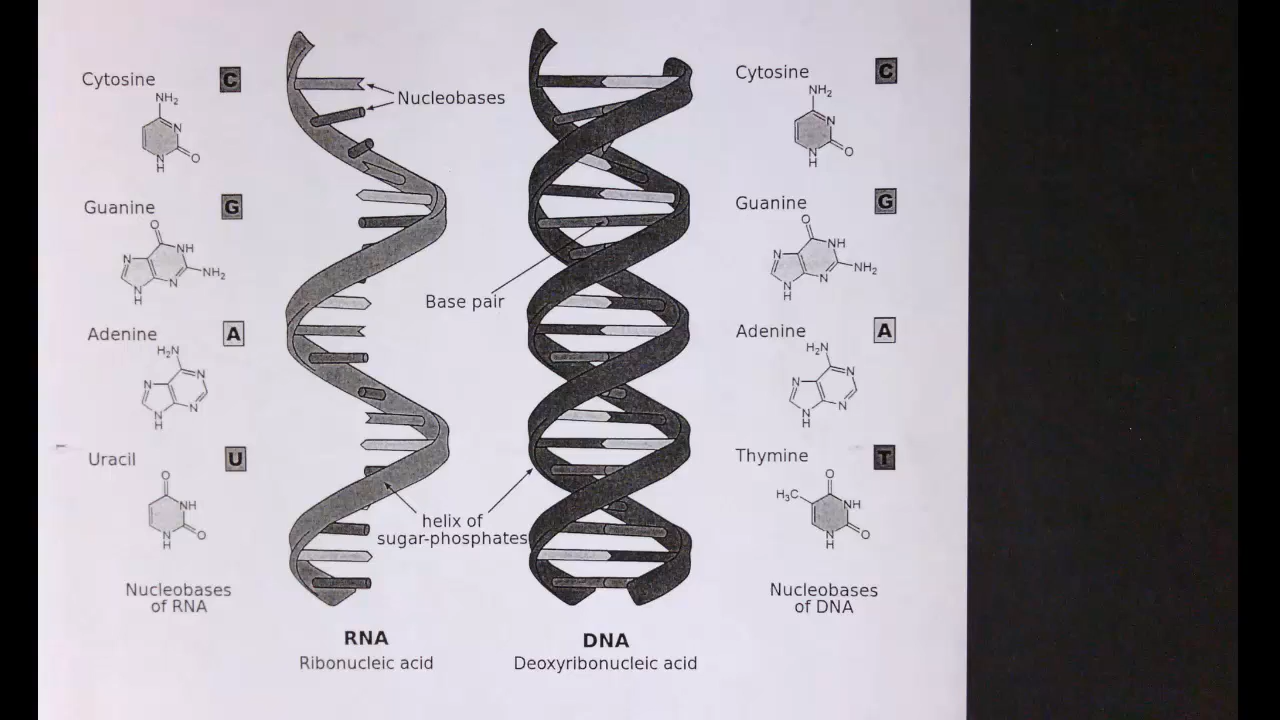 Cytosine
C
NH₂
N
N
H
O
Guanine
G
O
N
NH
N
H
N
NH₂
Adenine
A
H₂N
N
N
N
H
N
Uracil
U
O
NH
N
H
O
Nucleobases
of RNA
Nucleobases
Base pair
helix of
sugar-phosphates
RNA
Ribonucleic acid
DNA
Deoxyribonucleic acid
Cytosine
C
NH₂
N
N
H
O
Guanine
G
O
N
NH
N
H
N
NH₂
Adenine
A
H₂N
N
N
N
H
N
Thymine
T
O
H₃C
NH
N
H
O
Nucleobases
of DNA